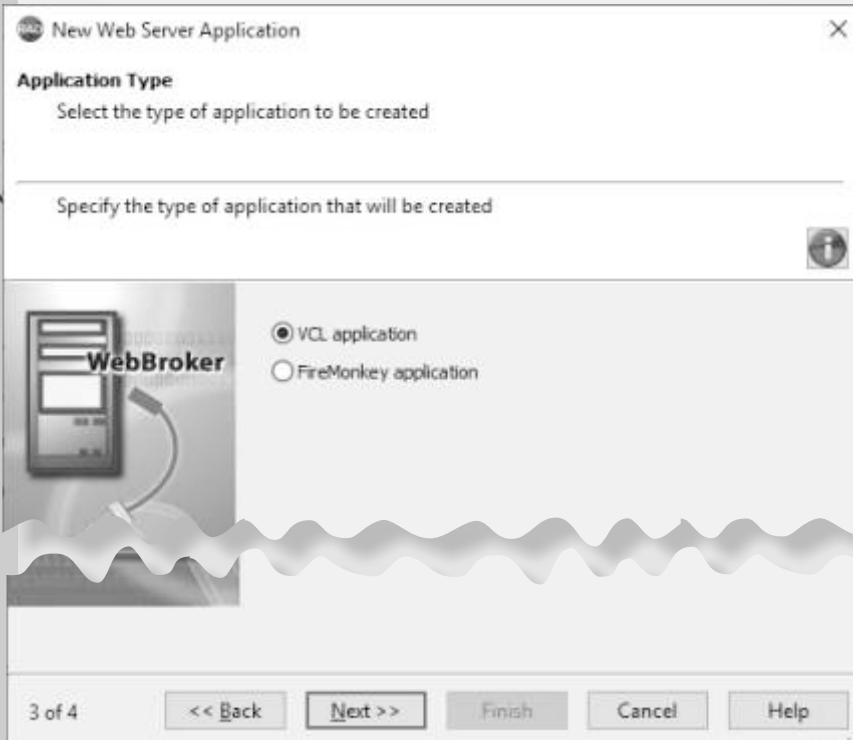 New Web Server Application
Application Type
Select the type of application to be created
Specify the type of application that will be created
WebBroker
VCL application
FireMonkey application
3 of 4
<< Back
Next >>
Finish
Cancel
Help